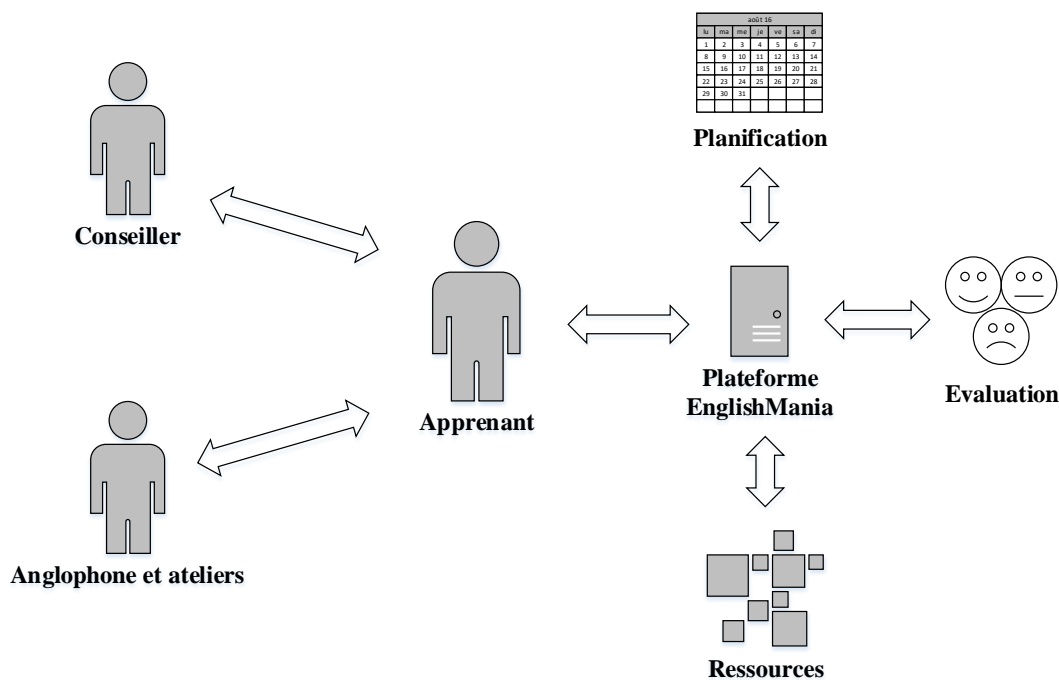 août 16
lu ma me je ve sa di
1 2 3 4 5 6 7
8 9 10 11 12 13 14
15 16 17 18 19 20 21
22 23 24 25 26 27 28
29 30 31
Planification
Conseiller
Apprenant
Plateforme
EnglishMania
Evaluation
Anglophone et ateliers
Ressources